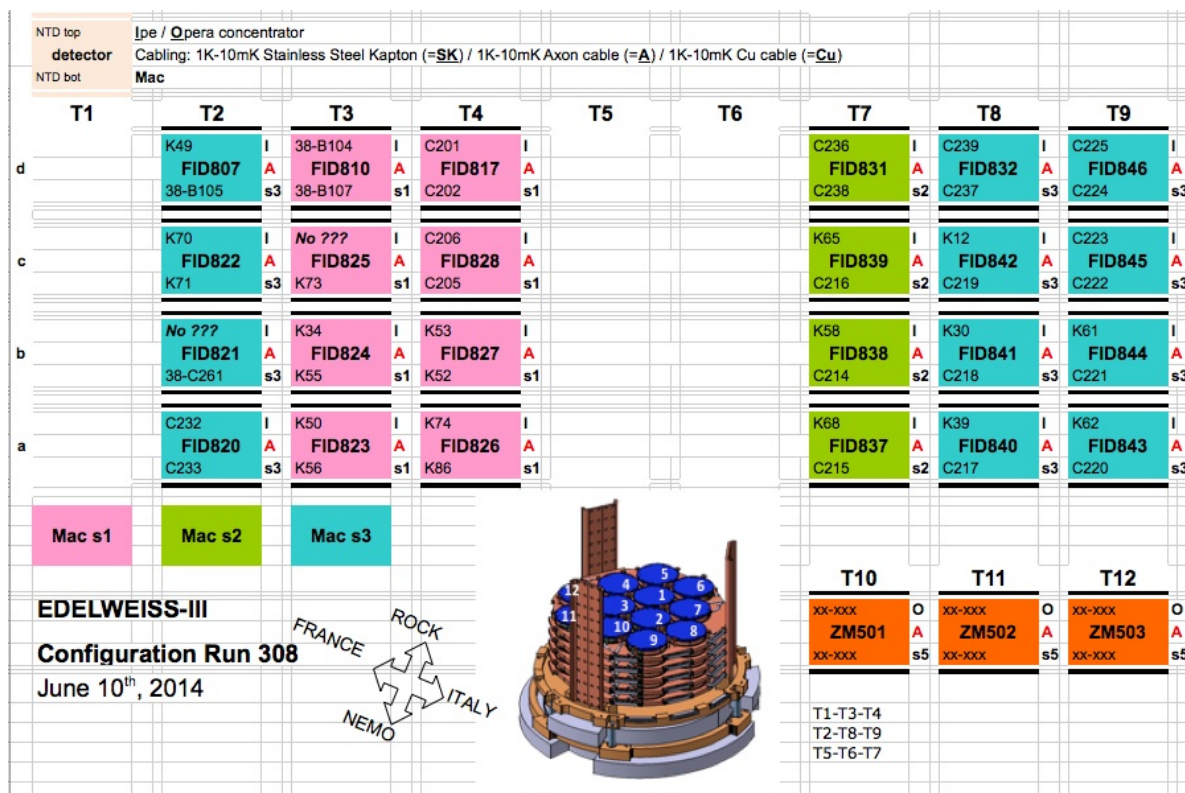 NTD top Ipe / Opera concentrator
detector Cabling: 1K-10mK Stainless Steel Kapton (=SK) / 1K-10mK Axon cable (=A) / 1K-10mK Cu cable (=Cu)
NTD bot Mac
T1 T2 T3 T4 T5 T6 T7 T8 T9
K49 I 38-B104 I C201 I C236 I C239 I C225 I
d FID807 A FID810 A FID817 A FID831 A FID832 A FID846 A
38-B105 s3 38-B107 s1 C202 s1 C238 s2 C237 s3 C224 s3
K70 I No ??? I C206 I K65 I K12 I C223 I
c FID822 A FID825 A FID828 A FID839 A FID842 A FID845 A
K71 s3 K73 s1 C205 s1 C216 s2 C219 s3 C222 s3
No ??? I K34 I K53 I K58 I K30 I K61 I
b FID821 A FID824 A FID827 A FID838 A FID841 A FID844 A
38-C261 s3 K55 s1 K52 s1 C214 s2 C218 s3 C221 s3
C232 I K50 I K74 I K68 I K39 I K62 I
a FID820 A FID823 A FID826 A FID837 A FID840 A FID843 A
C233 s3 K56 s1 K86 s1 C215 s2 C217 s3 C220 s3
Mac s1 Mac s2 Mac s3
T10 T11 T12
xx-xxx O xx-xxx O xx-xxx O
ZM501 A ZM502 A ZM503 A
xx-xxx s5 xx-xxx s5 xx-xxx s5
EDELWEISS-III
Configuration Run 308
June 10th, 2014
ROCK
FRANCE
ITALY
NEMO
5
4 6
12 1
3 7
11 2
10 8
9
T1-T3-T4
T2-T8-T9
T5-T6-T7